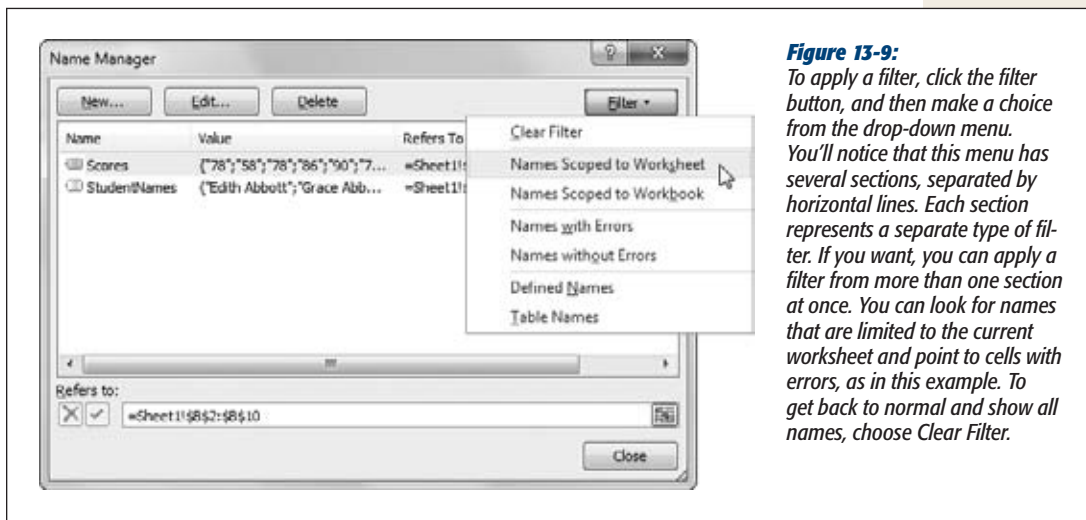 Name Manager
New...
Edit...
Delete
Filter
Name
Value
Refers To
Scores
{"78";"58";"78";"86";"90";"7...
=Sheet1!
StudentNames
{"Edith Abbott";"Grace Abb...
=Sheet1!
Clear Filter
Names Scoped to Worksheet
Names Scoped to Workbook
Names with Errors
Names without Errors
Defined Names
Table Names
Refers to:
=Sheet1!$B$2:$B$10
Close
Figure 13-9:
To apply a filter, click the filter
button, and then make a choice
from the drop-down menu.
You'll notice that this menu has
several sections, separated by
horizontal lines. Each section
represents a separate type of fil-
ter. If you want, you can apply a
filter from more than one section
at once. You can look for names
that are limited to the current
worksheet and point to cells with
errors, as in this example. To
get back to normal and show all
names, choose Clear Filter.